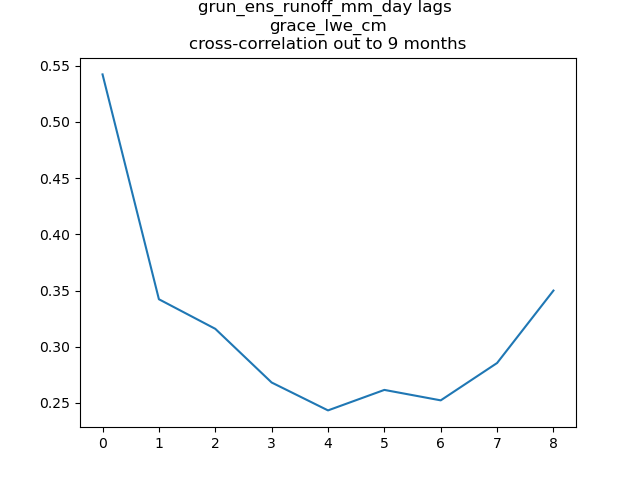 grun_ens_runoff_mm_day lags
grace_lwe_cm
cross-correlation out to 9 months
0.55
0.50
0.45
0.40
0.35
0.30
0.25
0 1 2 3 4 5 6 7 8